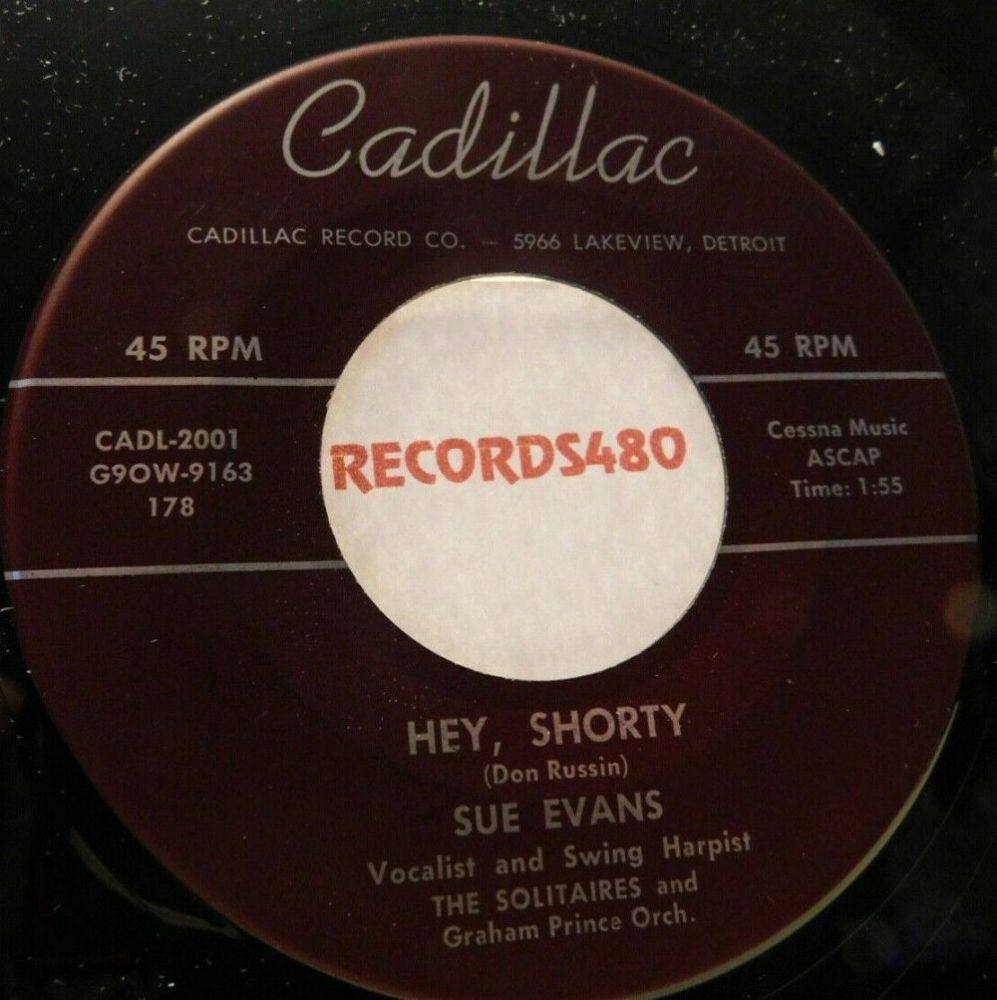 Cadillac
CADILLAC RECORD CO. — 5966 LAKEVIEW, DETROIT
45 RPM
45 RPM
CADL-2001
G9OW-9163
178
Cessna Music
ASCAP
Time: 1:55
RECORDS480
HEY, SHORTY
(Don Russin)
SUE EVANS
Vocalist and Swing Harpist
THE SOLITAIRES and
Graham Prince Orch.